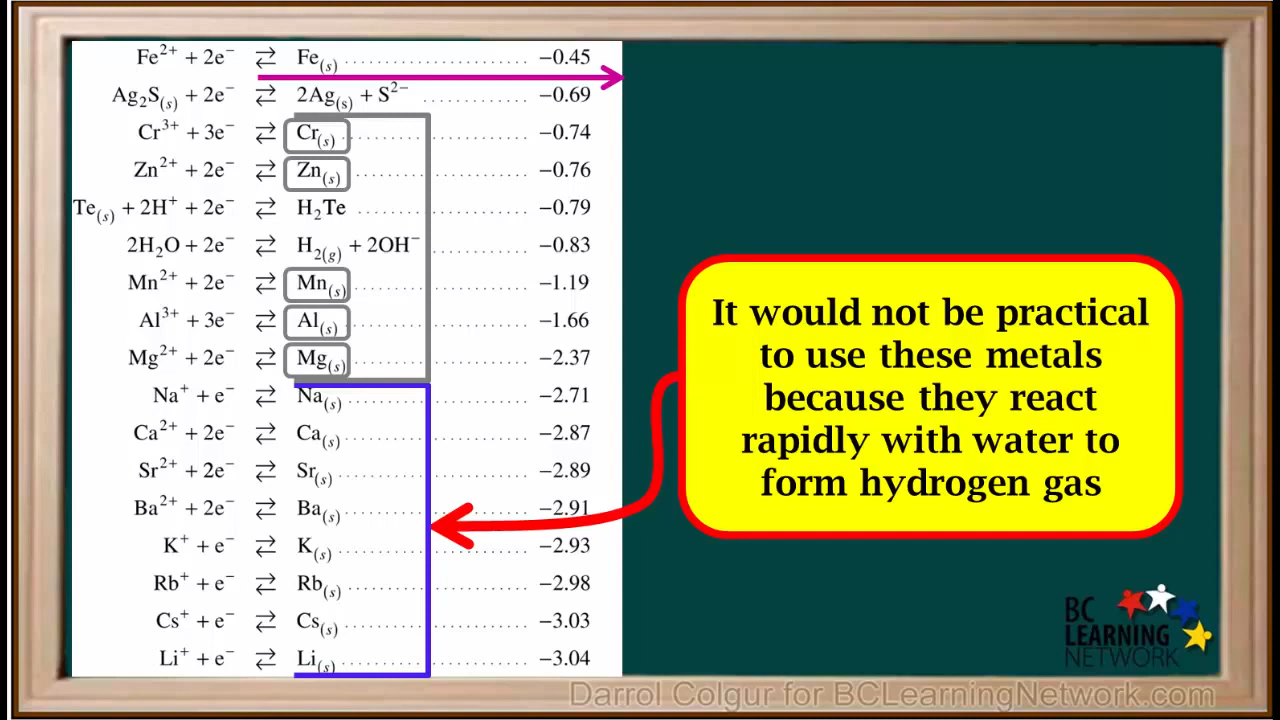 Fe²⁺ + 2e⁻ ⇄ Fe₍s₎ .............................. −0.45
Ag₂S₍s₎ + 2e⁻ ⇄ 2Ag₍s₎ + S²⁻ ................. −0.69
Cr³⁺ + 3e⁻ ⇄ Cr₍s₎ .............................. −0.74
Zn²⁺ + 2e⁻ ⇄ Zn₍s₎ .............................. −0.76
Te₍s₎ + 2H⁺ + 2e⁻ ⇄ H₂Te .............................. −0.79
2H₂O + 2e⁻ ⇄ H₂₍g₎ + 2OH⁻ ................ −0.83
Mn²⁺ + 2e⁻ ⇄ Mn₍s₎ .............................. −1.19
Al³⁺ + 3e⁻ ⇄ Al₍s₎ .............................. −1.66
Mg²⁺ + 2e⁻ ⇄ Mg₍s₎ .............................. −2.37
Na⁺ + e⁻ ⇄ Na₍s₎ .............................. −2.71
Ca²⁺ + 2e⁻ ⇄ Ca₍s₎ .............................. −2.87
Sr²⁺ + 2e⁻ ⇄ Sr₍s₎ .............................. −2.89
Ba²⁺ + 2e⁻ ⇄ Ba₍s₎ .............................. −2.91
K⁺ + e⁻ ⇄ K₍s₎ .............................. −2.93
Rb⁺ + e⁻ ⇄ Rb₍s₎ .............................. −2.98
Cs⁺ + e⁻ ⇄ Cs₍s₎ .............................. −3.03
Li⁺ + e⁻ ⇄ Li₍s₎ .............................. −3.04
It would not be practical
to use these metals
because they react
rapidly with water to
form hydrogen gas
BC
LEARNING
NETWORK
Darrol Colgur for BCLearningNetwork.com